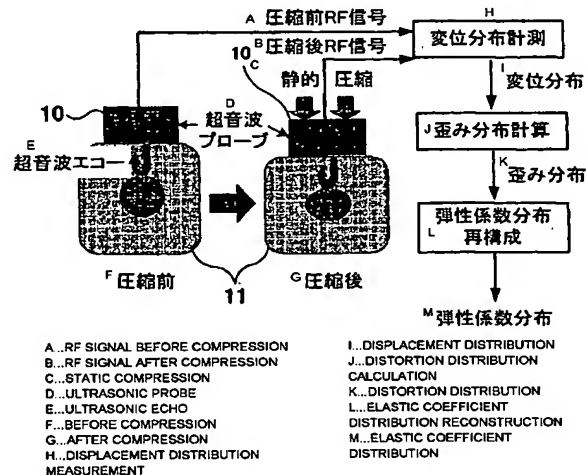 A 圧縮前RF信号
B 圧縮後RF信号
H
変位分布計測
10
10
C
静的 圧縮
I 変位分布
D
超音波
プローブ
E
超音波エコー
J 歪み分布計算
K 歪み分布
弾性係数分布
L 再構成
F 圧縮前
11
G 圧縮後
M 弾性係数分布
A...RF SIGNAL BEFORE COMPRESSION
B...RF SIGNAL AFTER COMPRESSION
C...STATIC COMPRESSION
D...ULTRASONIC PROBE
E...ULTRASONIC ECHO
F...BEFORE COMPRESSION
G...AFTER COMPRESSION
H...DISPLACEMENT DISTRIBUTION
MEASUREMENT
I...DISPLACEMENT DISTRIBUTION
J...DISTORTION DISTRIBUTION
CALCULATION
K...DISTORTION DISTRIBUTION
L...ELASTIC COEFFICIENT
DISTRIBUTION RECONSTRUCTION
M...ELASTIC COEFFICIENT
DISTRIBUTION